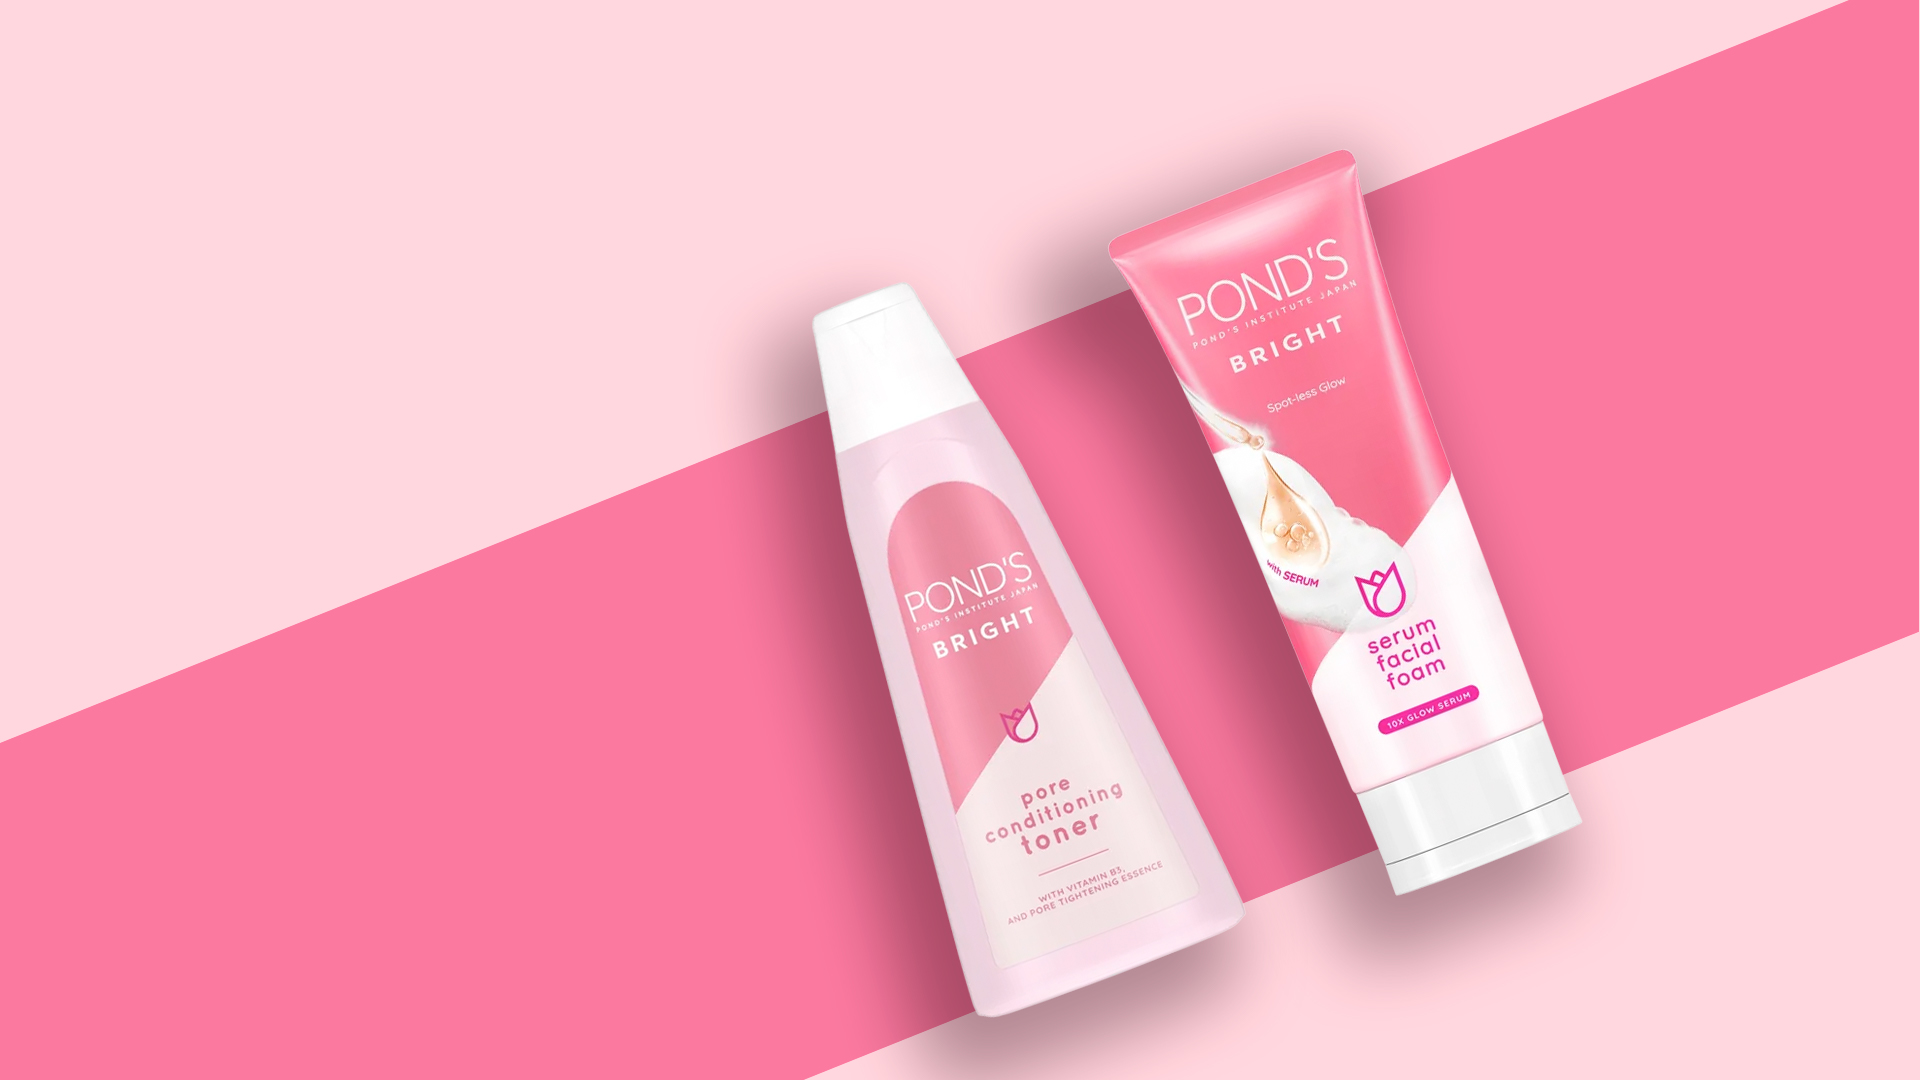 POND'S
POND'S INSTITUTE JAPAN
BRIGHT
pore
conditioning
toner
WITH VITAMIN B3,
AND PORE TIGHTENING ESSENCE
POND'S
POND'S INSTITUTE JAPAN
BRIGHT
Spot-less Glow
with SERUM
serum
facial
foam
10X GLOW SERUM